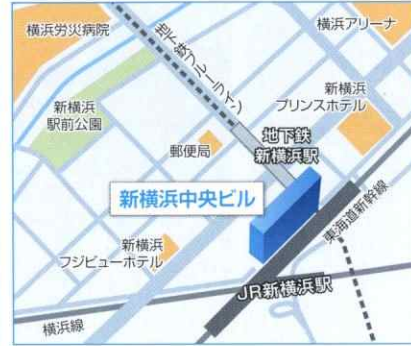 横浜労災病院
地下鉄ブルーライン
横浜アリーナ
新横浜
駅前公園
新横浜
プリンスホテル
郵便局
地下鉄
新横浜駅
新横浜中央ビル
東海道新幹線
新横浜
フジビューホテル
JR新横浜駅
横浜線